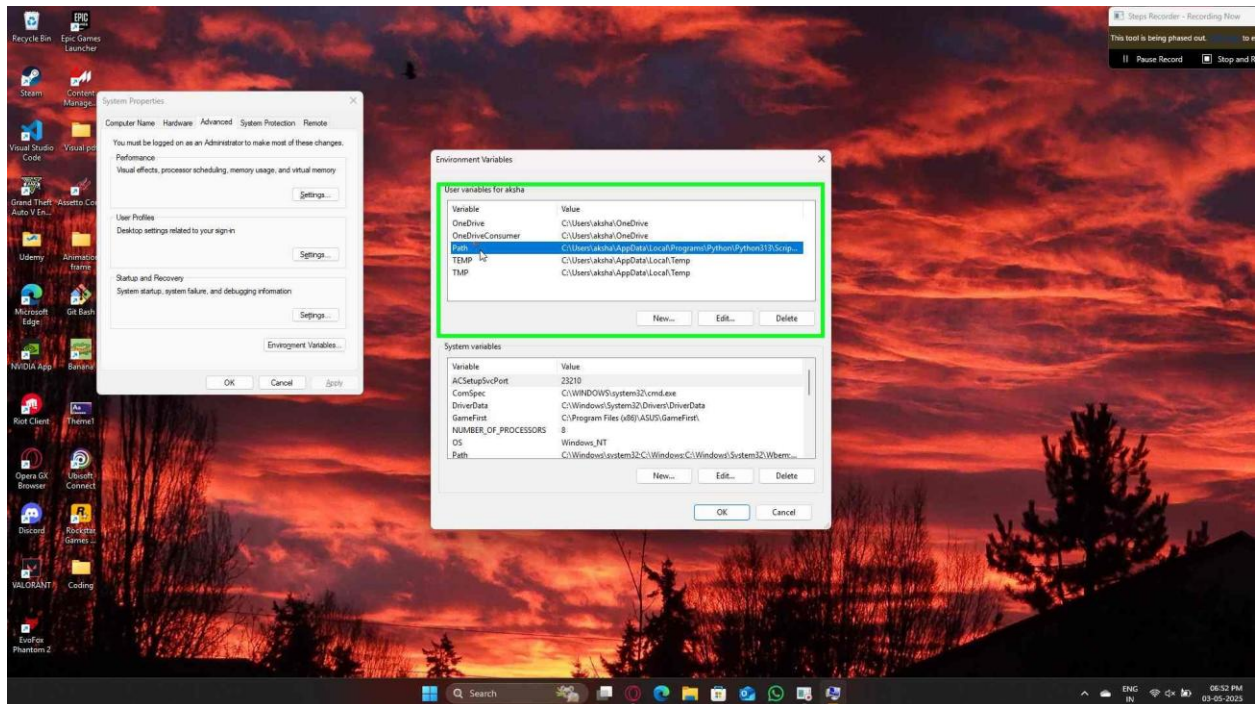 Recycle Bin
Epic Games
Launcher
EPIC
GAMES
Steam
Content
Manage...
Visual Studio
Code
Grand Theft
Auto V En...
Udemy
Microsoft
Edge
Git Bash
NVIDIA App
Banana
Riot Client
Theme1
Opera GX
Browser
Ubisoft
Connect
Discord
Rockstar
Games ...
VALORANT
Coding
EvoFox
Phantom 2
System Properties
Computer Name Hardware Advanced System Protection Remote
You must be logged on as an Administrator to make most of these changes.
Performance
Visual effects, processor scheduling, memory usage, and virtual memory
Settings...
User Profiles
Desktop settings related to your sign-in
Settings...
Startup and Recovery
System startup, system failure, and debugging information
Settings...
Environment Variables...
OK Cancel Apply
Environment Variables
User variables for aksha
Variable Value
OneDrive C:\Users\aksha\OneDrive
OneDriveConsumer C:\Users\aksha\OneDrive
Path C:\Users\aksha\AppData\Local\Programs\Python\Python313\Scrip...
TEMP C:\Users\aksha\AppData\Local\Temp
TMP C:\Users\aksha\AppData\Local\Temp
New... Edit... Delete
System variables
Variable Value
ACSetupSvcPort 23210
ComSpec C:\WINDOWS\system32\cmd.exe
DriverData C:\Windows\System32\Drivers\DriverData
GameFirst C:\Program Files (x86)\ASUS\GameFirst\
NUMBER_OF_PROCESSORS 8
OS Windows_NT
Path C:\Windows\system32;C:\Windows;C:\Windows\System32\Wbem;...
New... Edit... Delete
OK Cancel
Steps Recorder - Recording Now
This tool is being phased out. to e
Pause Record Stop and R
Search
ENG
IN
06:52 PM
03-05-2025